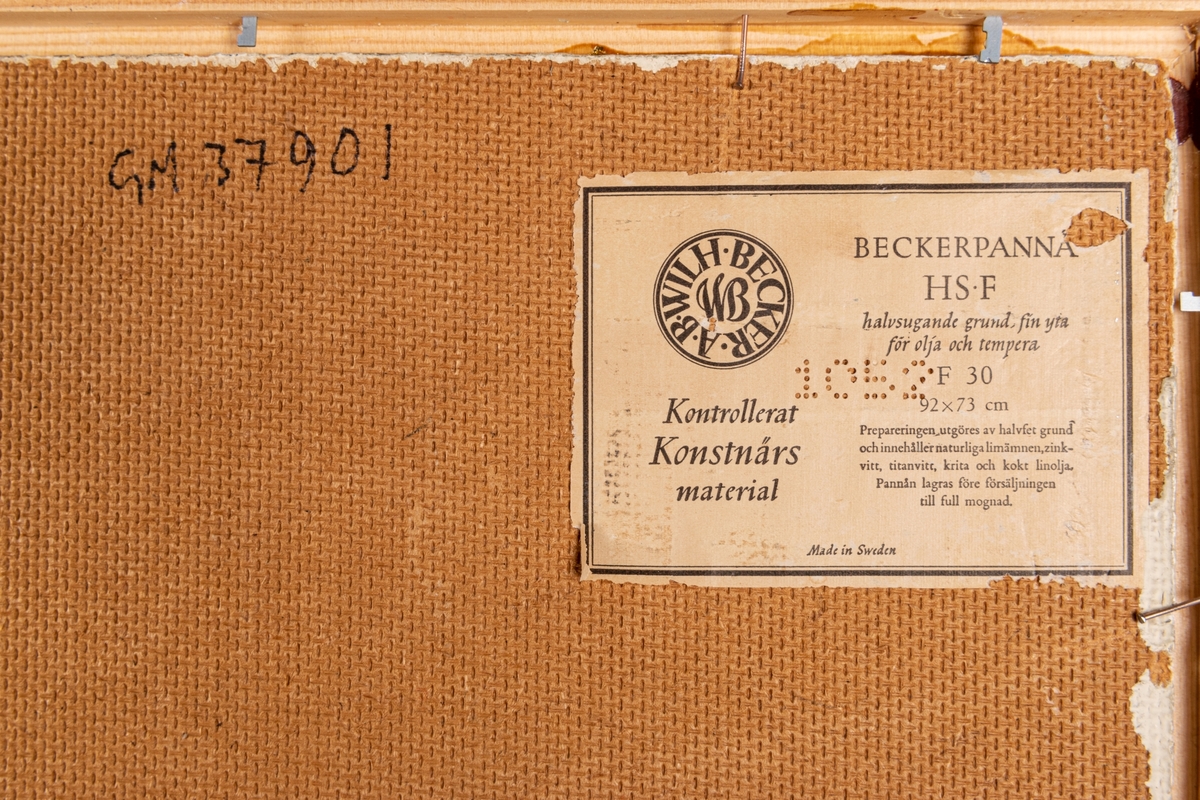 GM 37901
A·B·WILH·BECKER·
WB
Kontrollerat
Konstnärs
material
BECKERPANNÅ
HS·F
halvsugande grund, fin yta
för olja och tempera
1052
F 30
92×73 cm
Prepareringen utgöres av halvfet grund
och innehåller naturliga limämnen, zink-
vitt, titanvitt, krita och kokt linolja.
Pannån lagras före försäljningen
till full mognad.
Made in Sweden